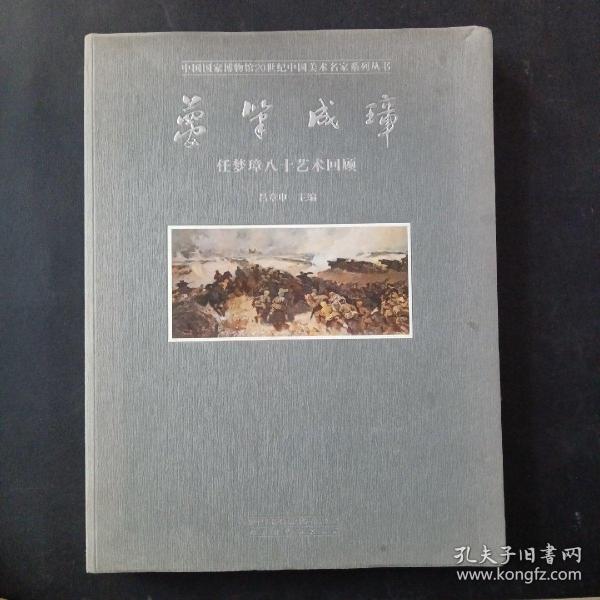 中国国家博物馆20世纪中国美术名家系列丛书
夢筆成璋
任梦璋八十艺术回顾
吕章申 主编
孔夫子旧书网
www.kongfz.com